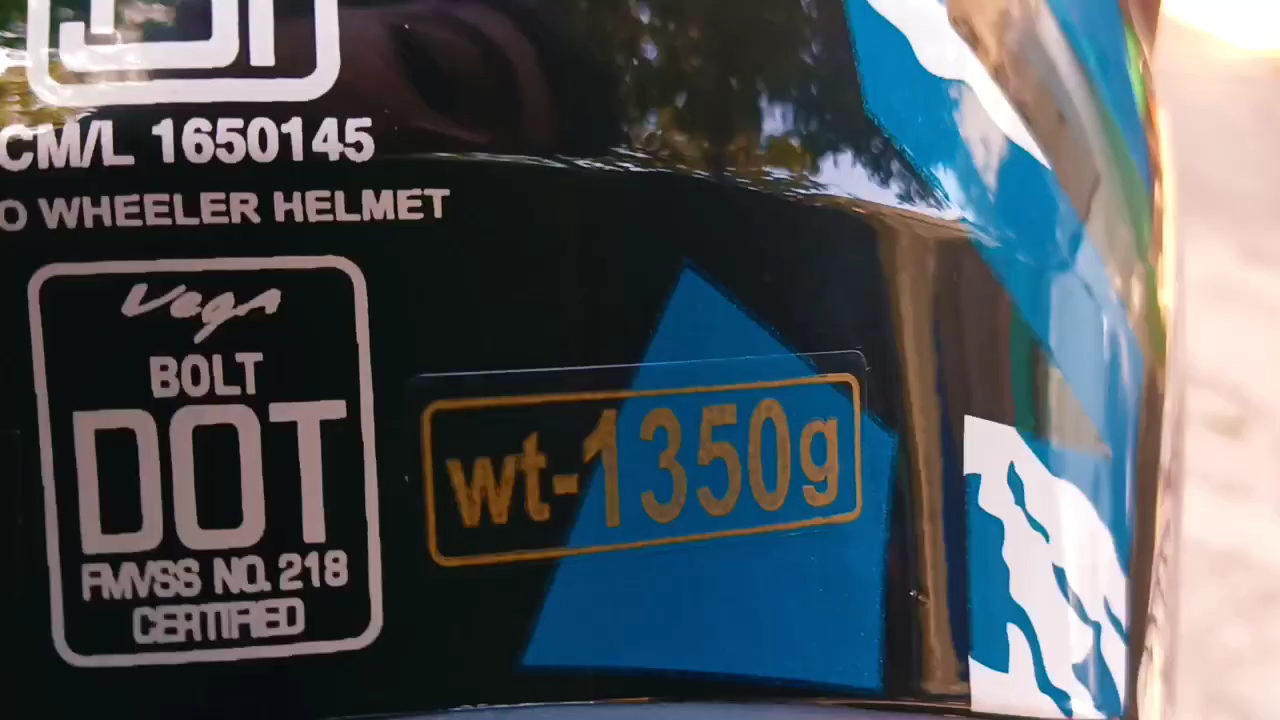 CM/L 1650145
WHEELER HELMET
Vega
BOLT
DOT
FMVSS NO. 218
CERTIFIED
wt-1350g